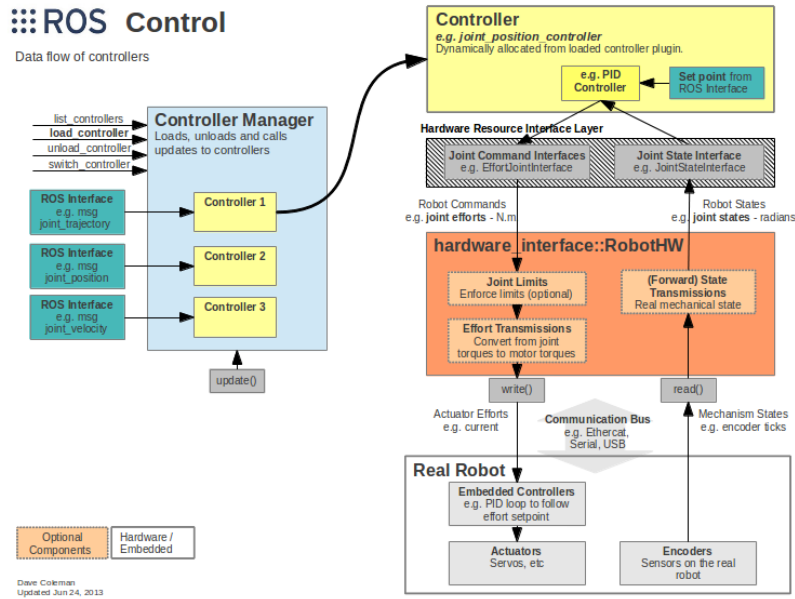 ROS Control
Data flow of controllers
list_controllers
load_controller
unload_controller
switch_controller
Controller Manager
Loads, unloads and calls
updates to controllers
ROS Interface
e.g. msg
joint_trajectory
Controller 1
ROS Interface
e.g. msg
joint_position
Controller 2
ROS Interface
e.g. msg
joint_velocity
Controller 3
update()
Controller
e.g. joint_position_controller
Dynamically allocated from loaded controller plugin.
e.g. PID
Controller
Set point from
ROS Interface
Hardware Resource Interface Layer
Joint Command Interfaces
e.g. EffortJointInterface
Joint State Interface
e.g. JointStateInterface
Robot Commands
e.g. joint efforts - N.m
Robot States
e.g. joint states - radians
hardware_interface::RobotHW
Joint Limits
Enforce limits (optional)
Effort Transmissions
Convert from joint
torques to motor torques
(Forward) State
Transmissions
Real mechanical state
write()
read()
Actuator Efforts
e.g. current
Communication Bus
e.g. Ethercat,
Serial, USB
Mechanism States
e.g. encoder ticks
Real Robot
Embedded Controllers
e.g. PID loop to follow
effort setpoint
Actuators
Servos, etc
Encoders
Sensors on the real
robot
Optional
Components
Hardware /
Embedded
Dave Coleman
Updated Jun 24, 2013